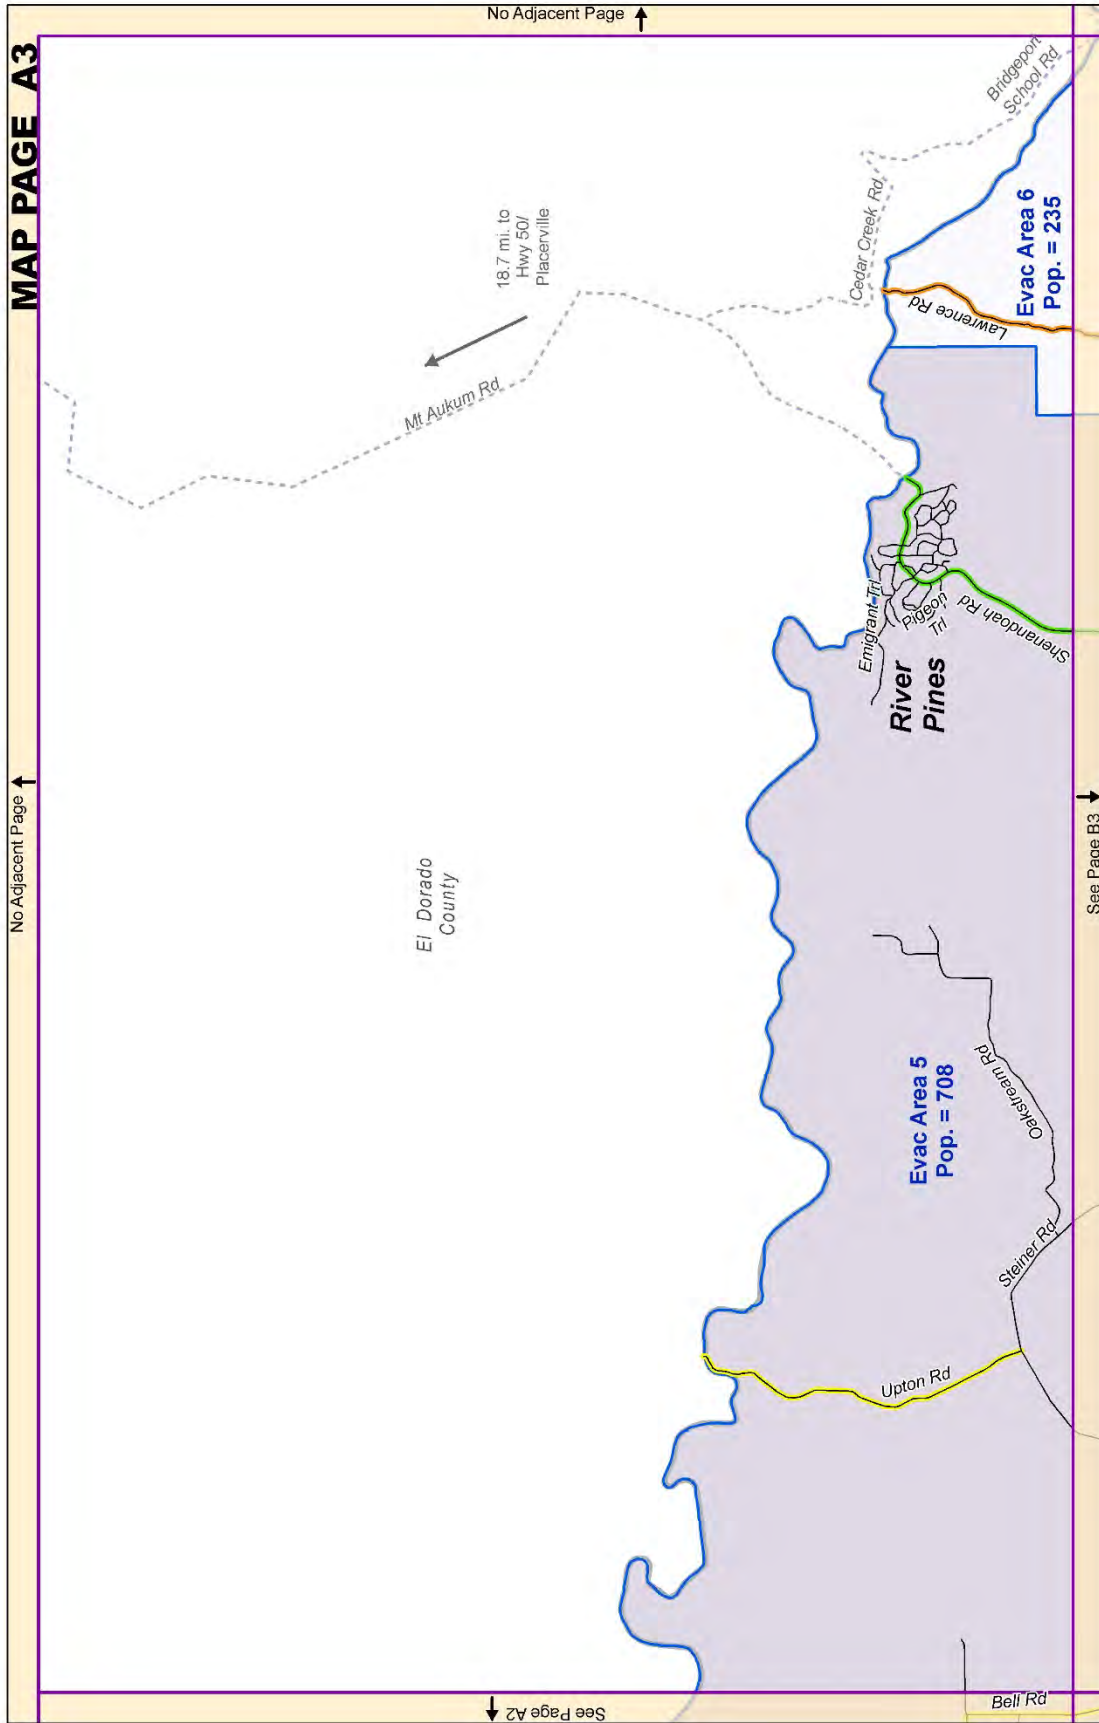 MAP PAGE A3
No Adjacent Page
Bridgeport
School Rd
18.7 mi. to
Hwy 50/
Placerville
Cedar Creek Rd
Evac Area 6
Pop. = 235
Lawrence Rd
Mt Aukum Rd
Emigrant Trl
Pigeon
Trl
Shenandoah Rd
River
Pines
No Adjacent Page
See Page B3
El Dorado
County
Evac Area 5
Pop. = 708
Oakstream Rd
Steiner Rd
Upton Rd
Bell Rd
See Page A2